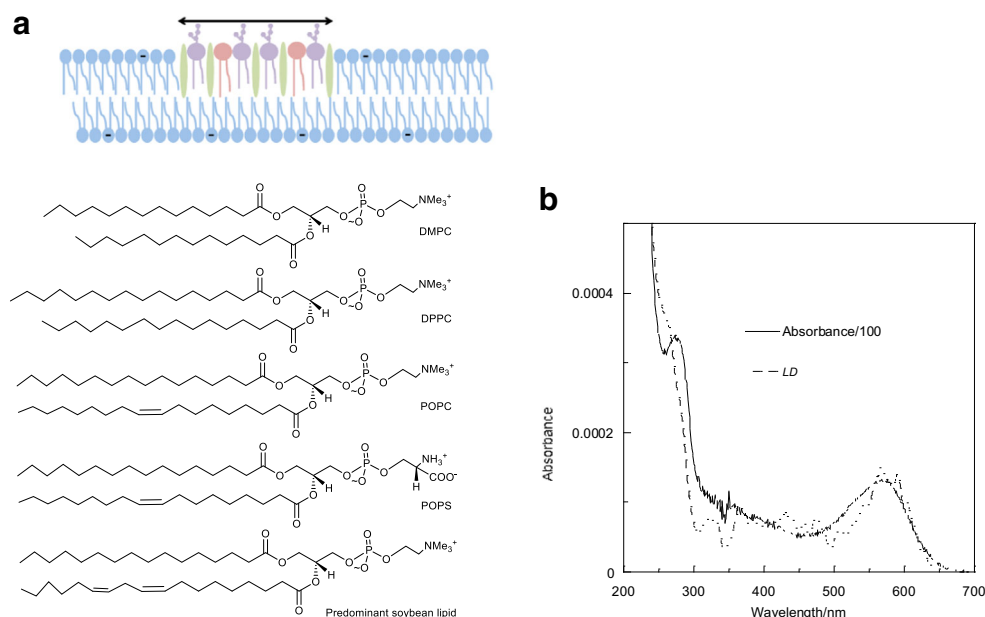 a
- -
- - - -
O O
NMe₃⁺
O O P O
~O
H
O
DMPC
O
O O
NMe₃⁺
O O P O
~O
H
O
DPPC
O
O O
NMe₃⁺
O O P O
~O
H
O
POPC
O
O O
NH₃⁺
O O P O
~O
H COO⁻
H
O
POPS
O
O O
NMe₃⁺
O O P O
~O
H
O
O
Predominant soybean lipid
b
Absorbance
0.0004
0.0002
0
Absorbance/100
LD
200 300 400 500 600 700
Wavelength/nm